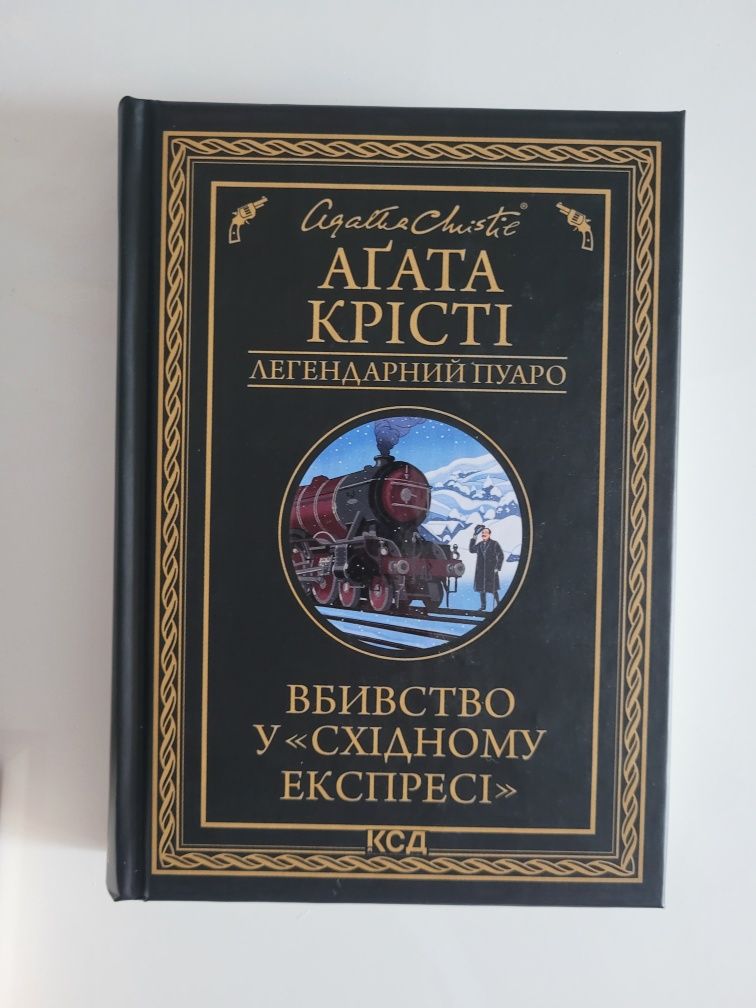 Agatha Christie®
АҐАТА
КРІСТІ
ЛЕГЕНДАРНИЙ ПУАРО
ВБИВСТВО
У «СХІДНОМУ
ЕКСПРЕСІ»
КСД